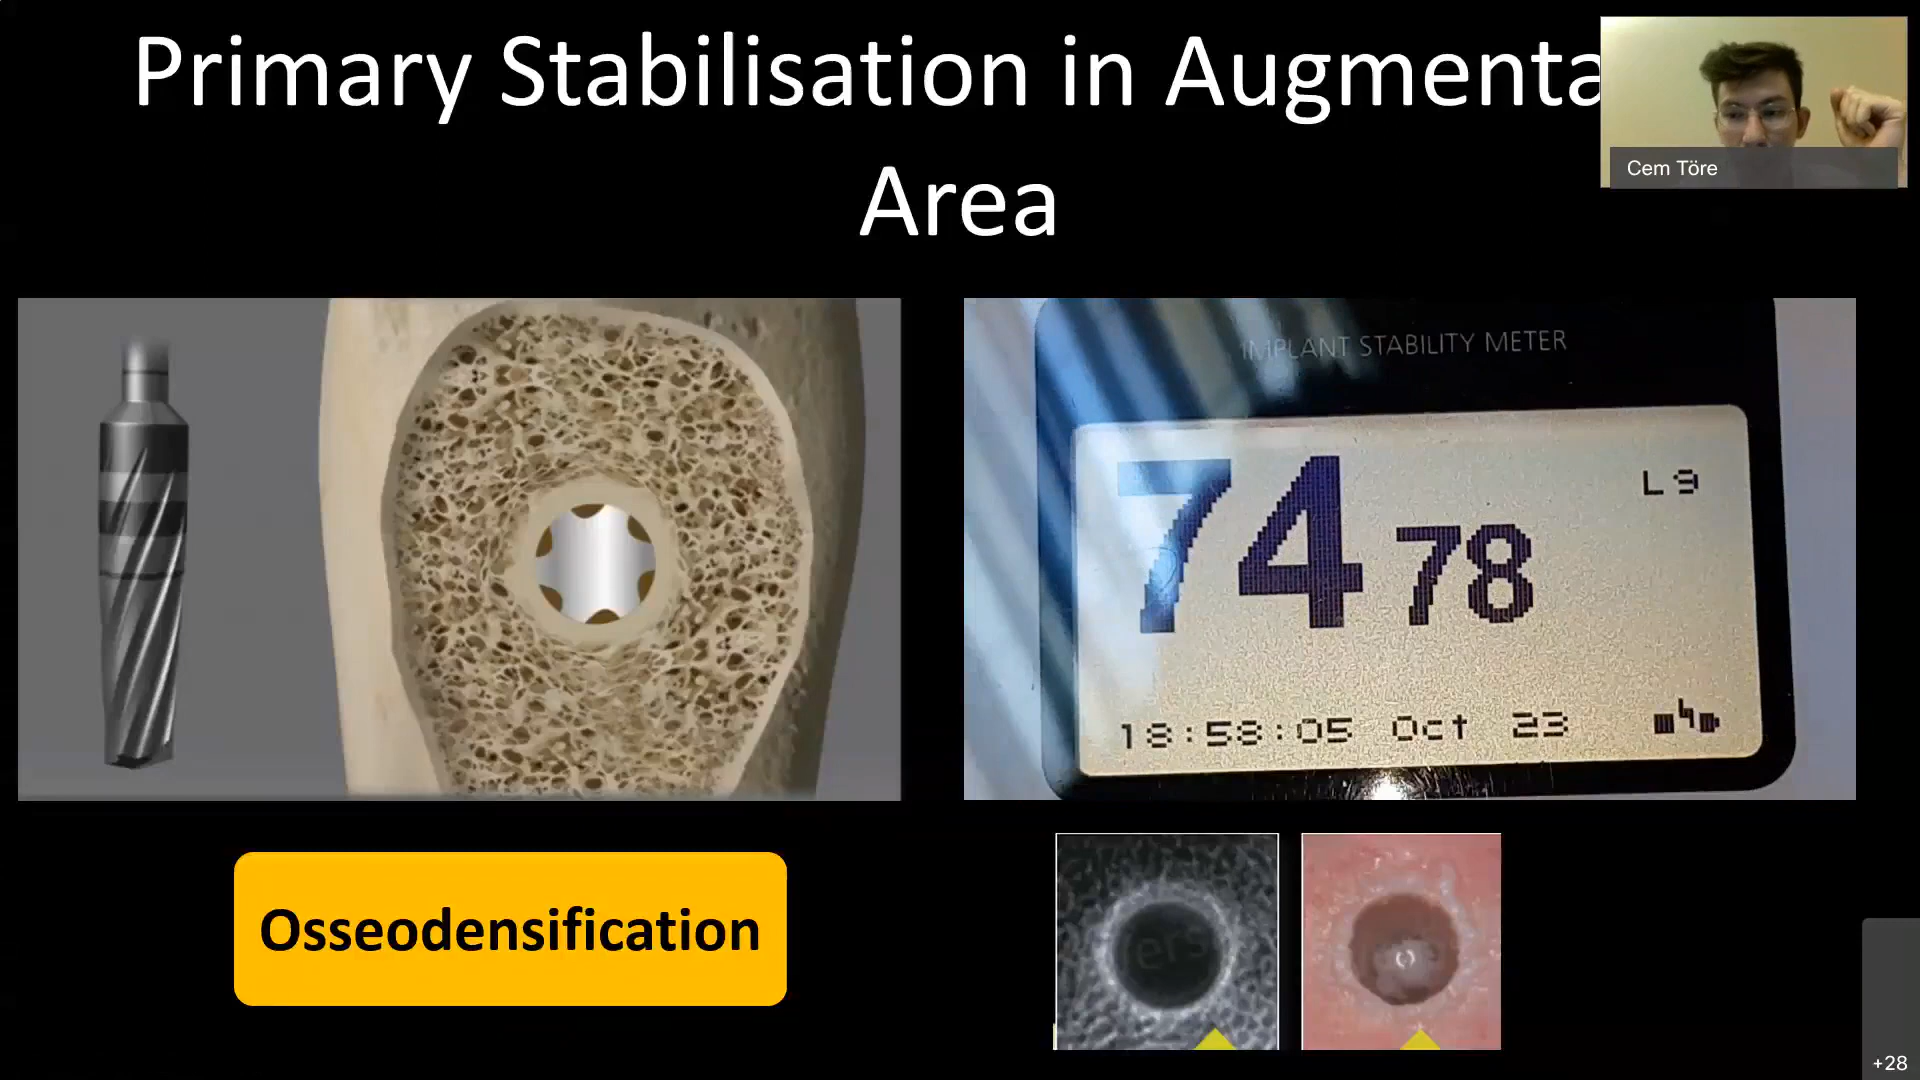 Primary Stabilisation in Augmenta
Area
Cem Töre
IMPLANT STABILITY METER
74 78
L9
18:58:05 Oct 23
Osseodensification
ers
+28